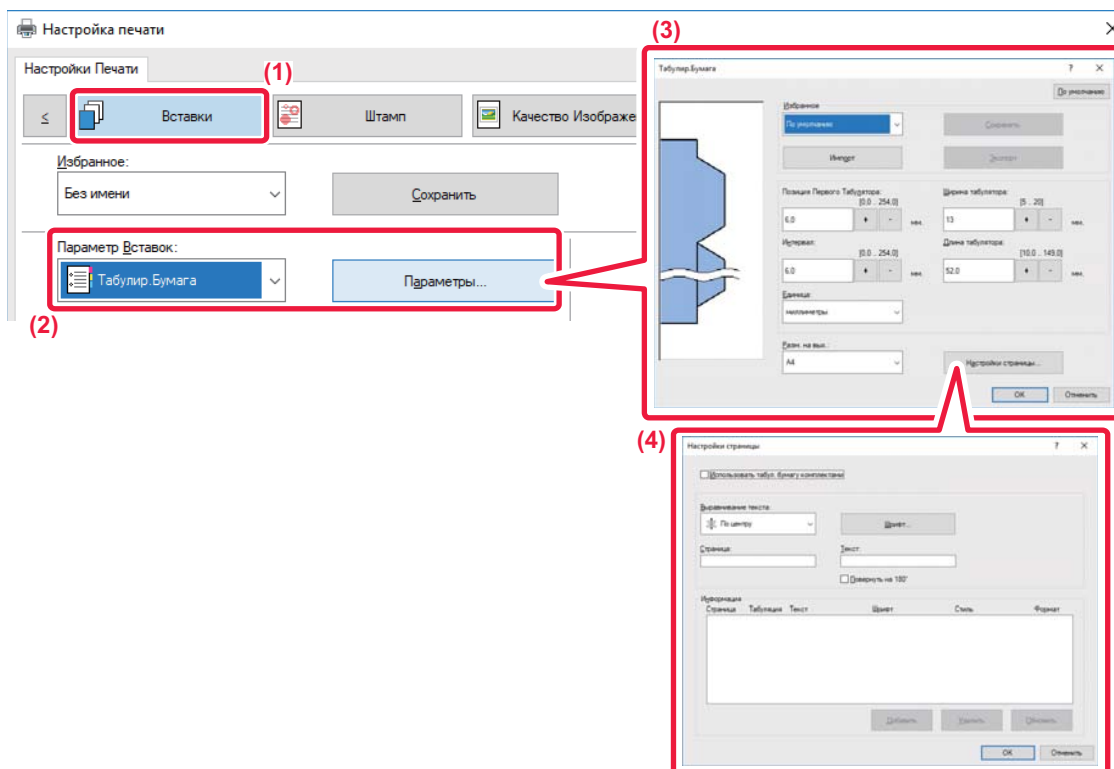 Настройка печати
Настройки Печати
(1)
≤
Вставки
Штамп
Качество Изображе
Избранное:
Без имени
Сохранить
Параметр Вставок:
Табулир.Бумага
Параметры...
(2)
(3)
Табулир.Бумага
? ×
По умолчанию
Избранное
По умолчанию
Сохранить
Импорт
Экспорт
Позиция Первого Табулятора:
[0.0 .. 254.0]
6.0
+ -
мм.
Ширина табулятора:
[5 .. 20]
13
+ -
мм.
Интервал:
[0.0 .. 254.0]
6.0
+ -
мм.
Длина табулятора:
[10.0 .. 149.0]
52.0
+ -
мм.
Единица:
миллиметры
Разм. на вых.:
A4
Настройки страницы...
OK
Отменить
(4)
Настройки страницы
? ×
Использовать табул. бумагу комплектами
Выравнивание текста:
По центру
Шрифт...
Страница:
Текст:
Повернуть на 180°
Информация
Страница Табуляция Текст Шрифт Стиль Формат
Добавить
Удалить
Обновить
OK
Отменить